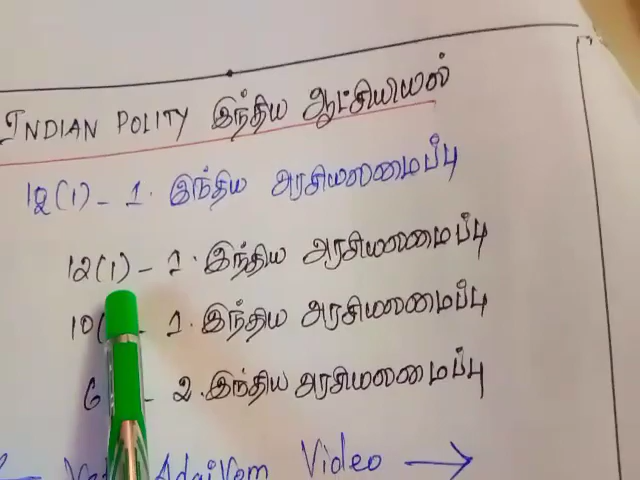 INDIAN POLITY இந்திய ஆட்சியியல்
12(1) - 1. இந்திய அரசியலமைப்பு
12(1) - 1. இந்திய அரசியலமைப்பு
10( - 1. இந்திய அரசியலமைப்பு
6 - 2. இந்திய அரசியலமைப்பு
Adaivom Video →